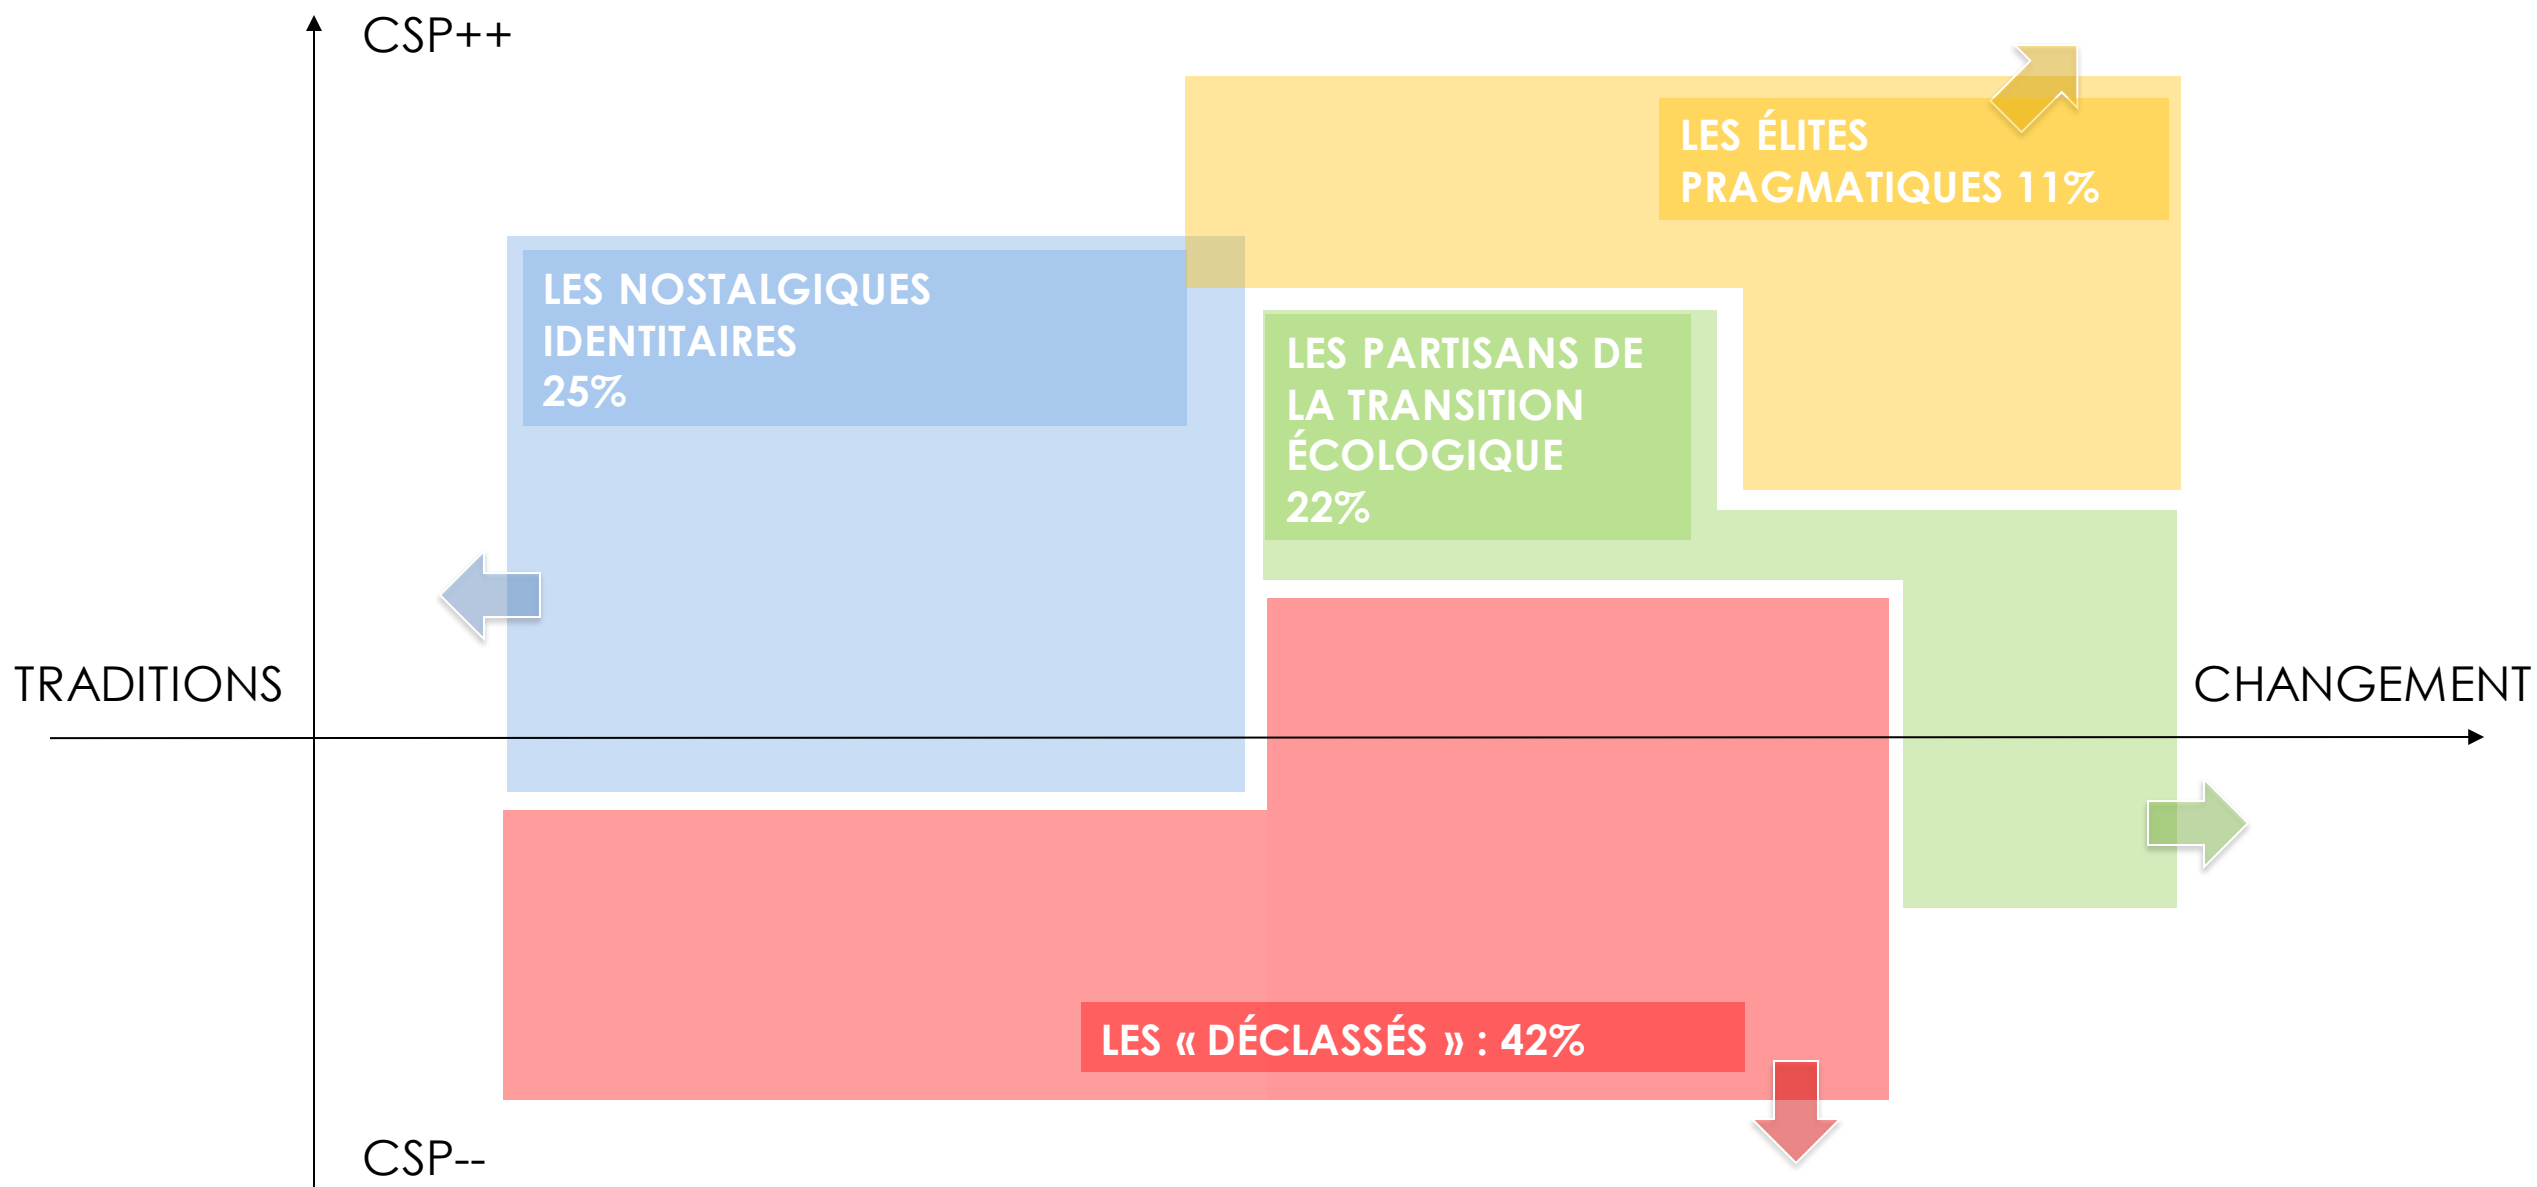 CSP++
LES ÉLITES
PRAGMATIQUES 11%
LES NOSTALGIQUES
IDENTITAIRES
25%
LES PARTISANS DE
LA TRANSITION
ÉCOLOGIQUE
22%
TRADITIONS
CHANGEMENT
LES « DÉCLASSÉS » : 42%
CSP--